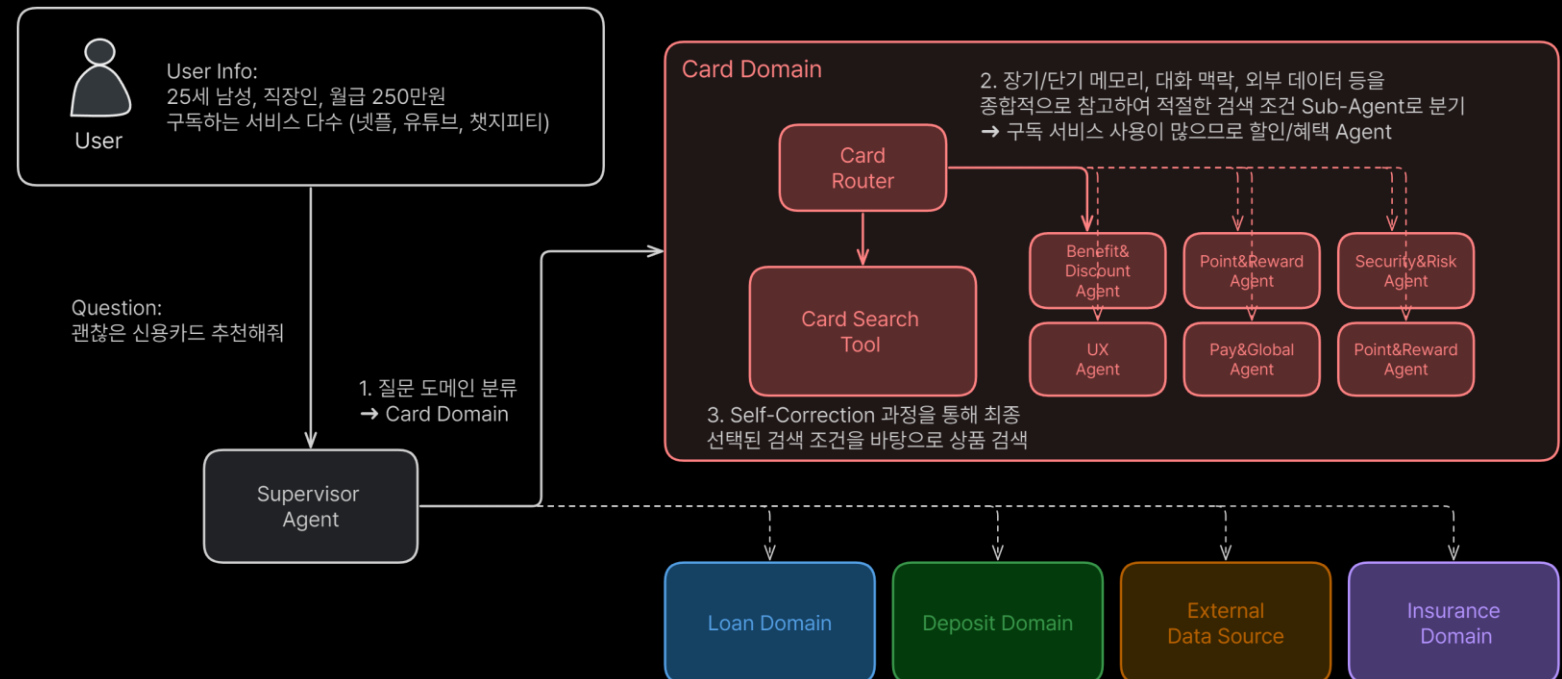 User Info:
25세 남성, 직장인, 월급 250만원
구독하는 서비스 다수 (넷플, 유튜브, 챗지피티)
User
Question:
괜찮은 신용카드 추천해줘
1. 질문 도메인 분류
→ Card Domain
Supervisor
Agent
Card Domain
2. 장기/단기 메모리, 대화 맥락, 외부 데이터 등을
종합적으로 참고하여 적절한 검색 조건 Sub-Agent로 분기
→ 구독 서비스 사용이 많으므로 할인/혜택 Agent
Card
Router
Card Search
Tool
Benefit&
Discount
Agent
Point&Reward
Agent
Security&Risk
Agent
UX
Agent
Pay&Global
Agent
Point&Reward
Agent
3. Self-Correction 과정을 통해 최종
선택된 검색 조건을 바탕으로 상품 검색
Loan Domain
Deposit Domain
External
Data Source
Insurance
Domain